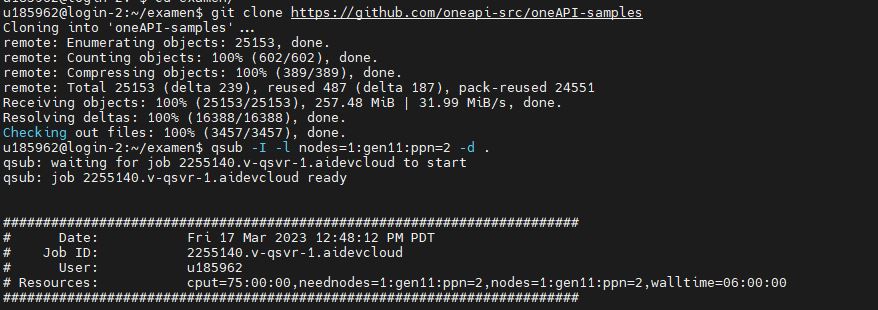 u185962@login-2:~/examen$ git clone https://github.com/oneapi-src/oneAPI-samples
Cloning into 'oneAPI-samples'...
remote: Enumerating objects: 25153, done.
remote: Counting objects: 100% (602/602), done.
remote: Compressing objects: 100% (389/389), done.
remote: Total 25153 (delta 239), reused 487 (delta 187), pack-reused 24551
Receiving objects: 100% (25153/25153), 257.48 MiB | 31.99 MiB/s, done.
Resolving deltas: 100% (16388/16388), done.
Checking out files: 100% (3457/3457), done.
u185962@login-2:~/examen$ qsub -I -l nodes=1:gen11:ppn=2 -d .
qsub: waiting for job 2255140.v-qsvr-1.aidevcloud to start
qsub: job 2255140.v-qsvr-1.aidevcloud ready
########################################################################
#      Date:           Fri 17 Mar 2023 12:48:12 PM PDT
#    Job ID:           2255140.v-qsvr-1.aidevcloud
#      User:           u185962
# Resources:           cput=75:00:00,neednodes=1:gen11:ppn=2,nodes=1:gen11:ppn=2,walltime=06:00:00
########################################################################